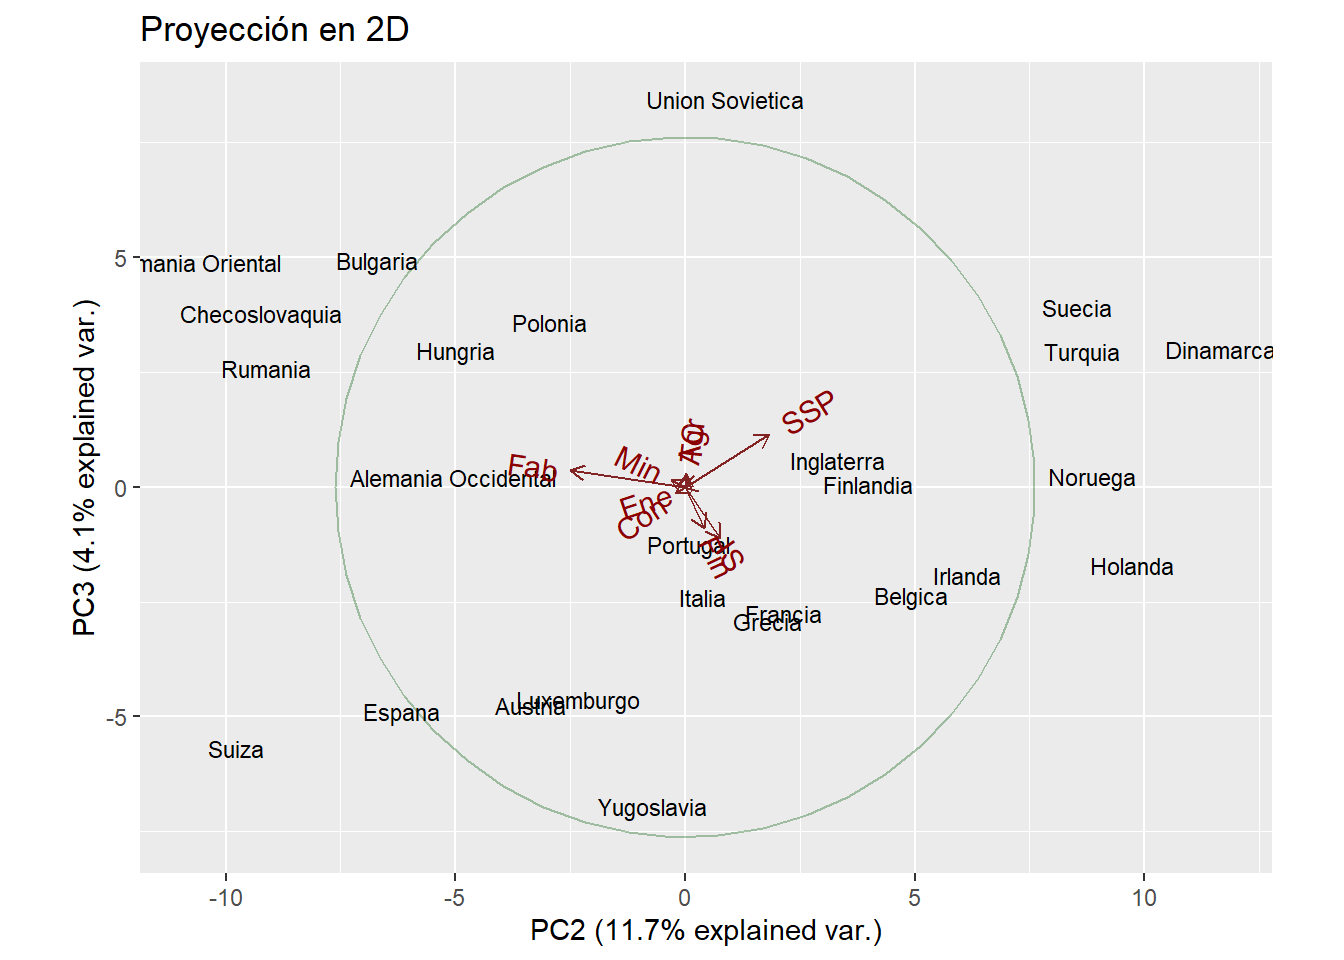 Proyección en 2D
Union Sovietica
5
mania Oriental
Bulgaria
Checoslovaquia
Polonia
Suecia
Hungria
Turquia
Dinamarca
Rumania
SSP
Agr
Fab
Min
Inglaterra
Alemania Occidental
Finlandia
Noruega
0
Ene
Con
Portugal
Fin
SI
Holanda
Irlanda
Italia
Belgica
Francia
Grecia
Luxemburgo
Austria
Espana
-5
Suiza
Yugoslavia
-10
-5
0
5
10
PC2 (11.7% explained var.)
PC3 (4.1% explained var.)